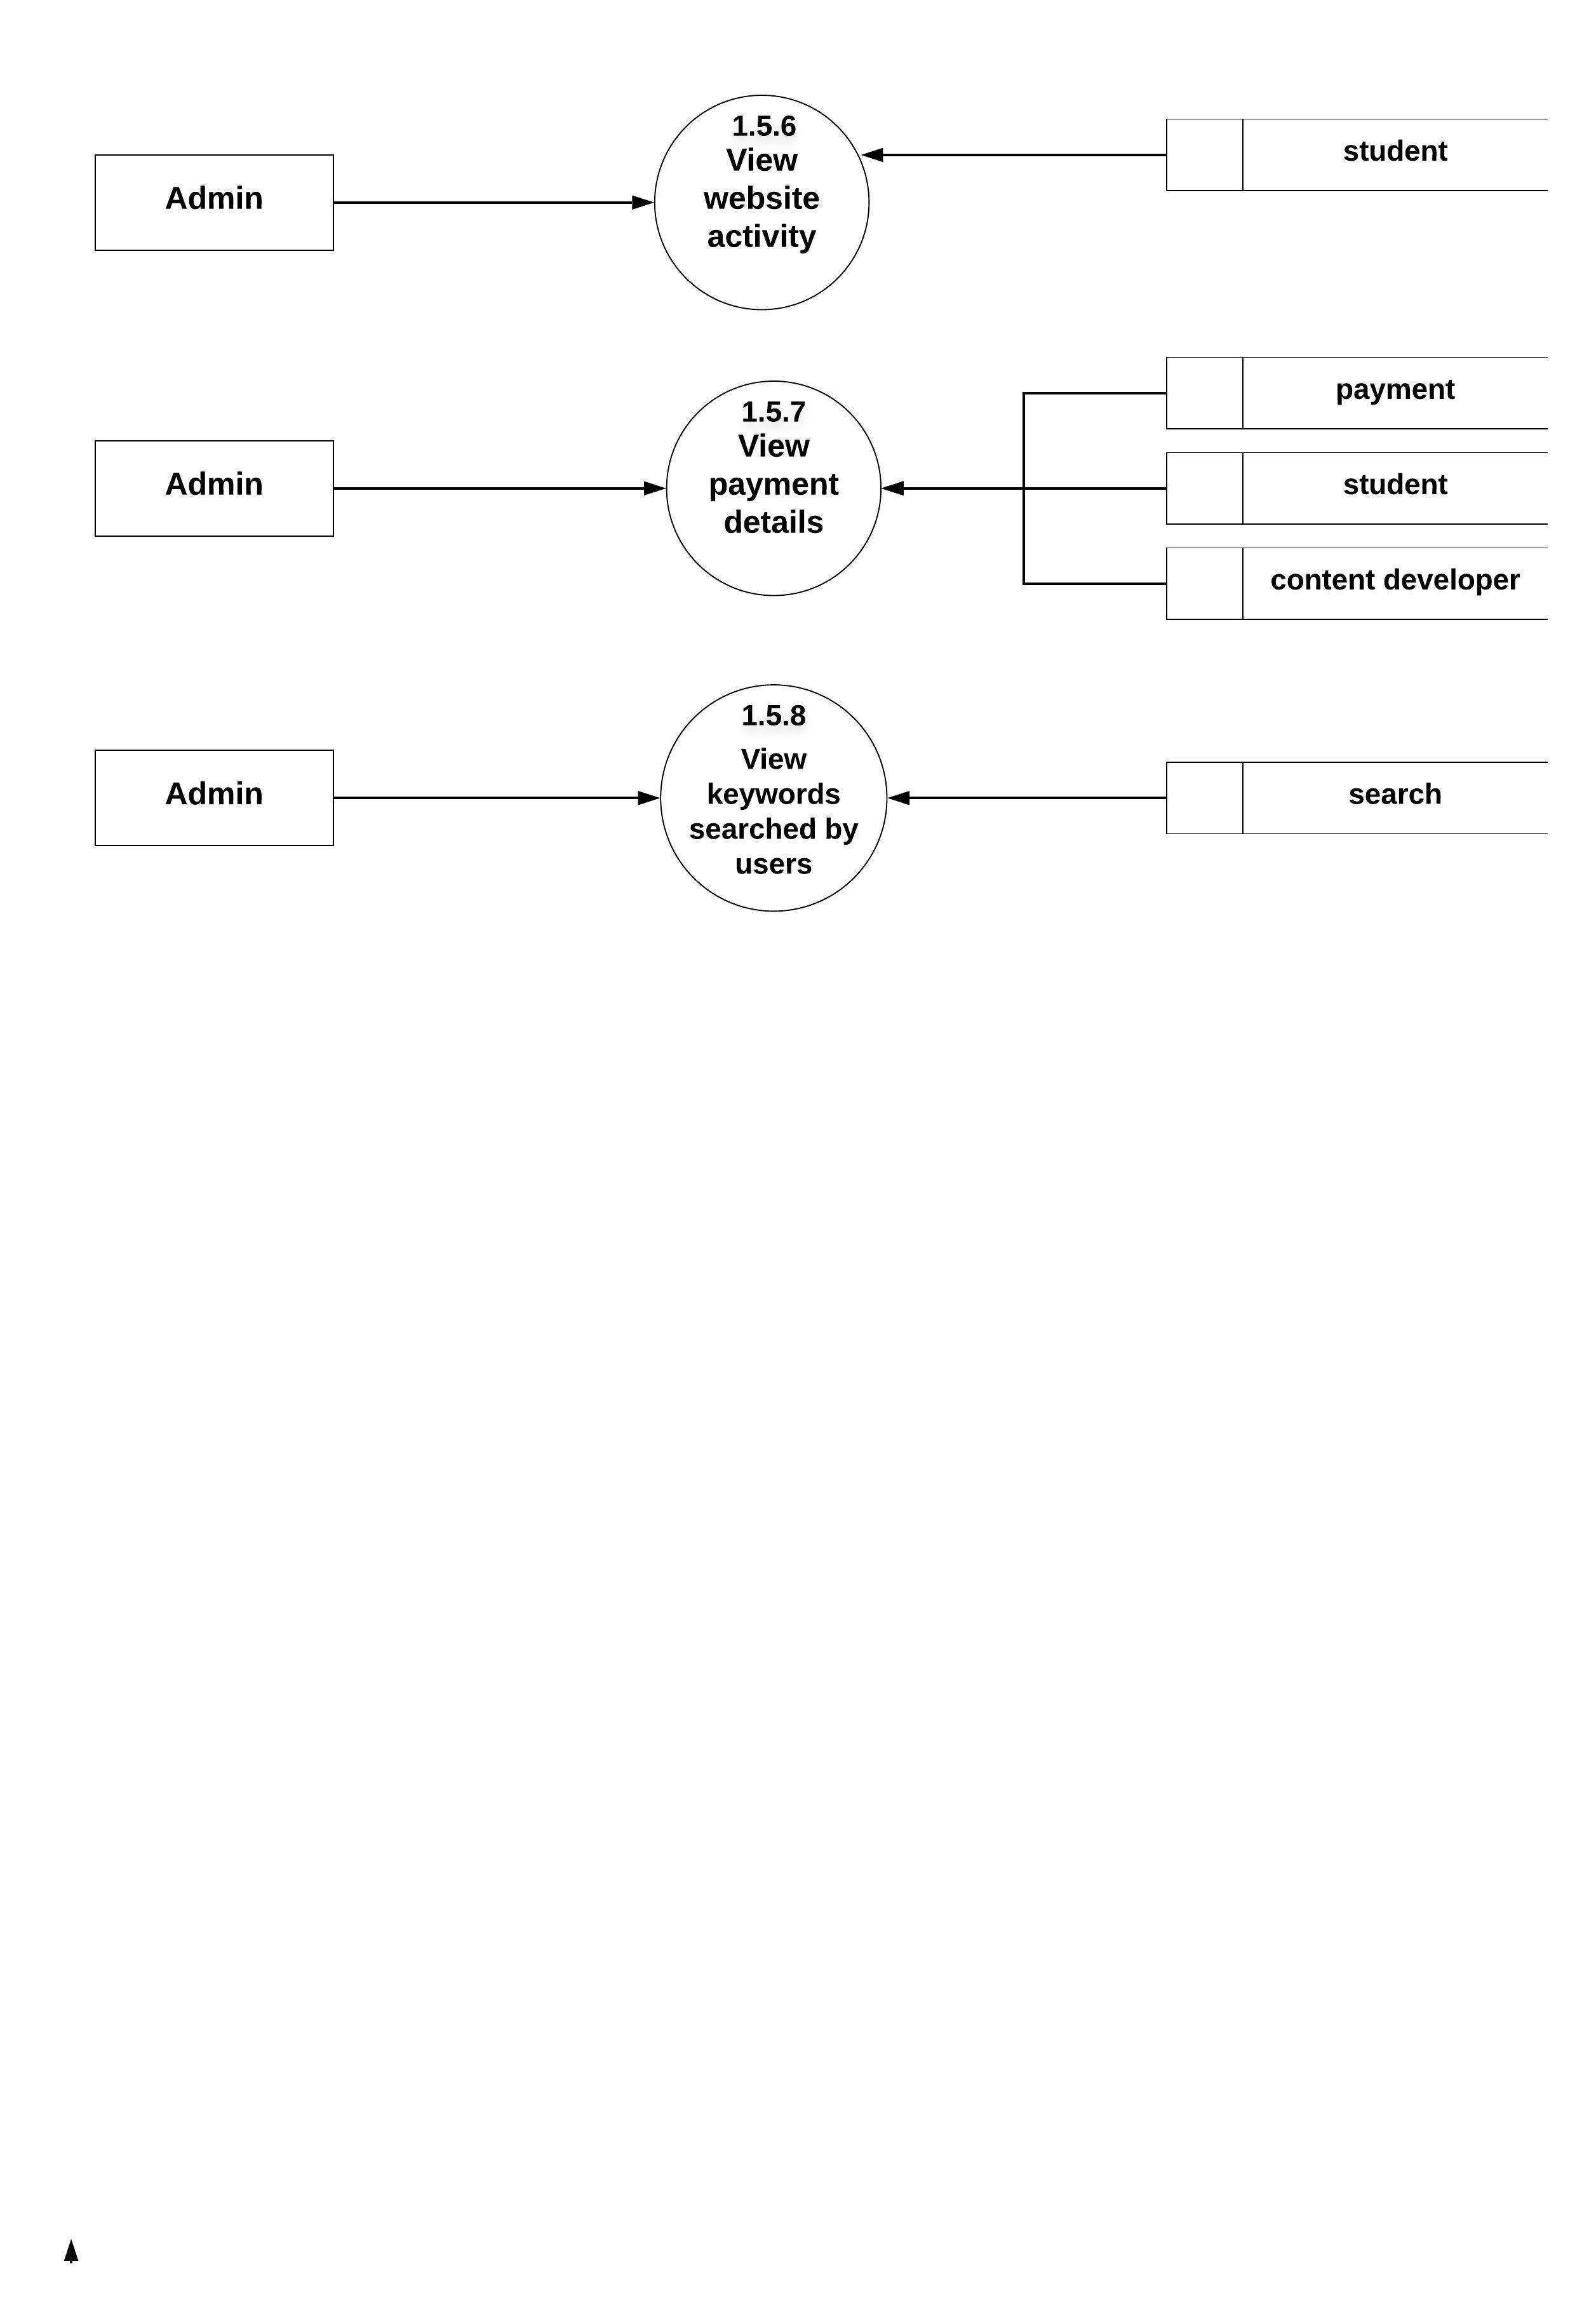 1.5.6
View
website
activity
Admin
student
1.5.7
View
payment
details
Admin
payment
student
content developer
1.5.8
View
keywords
searched by
users
Admin
search